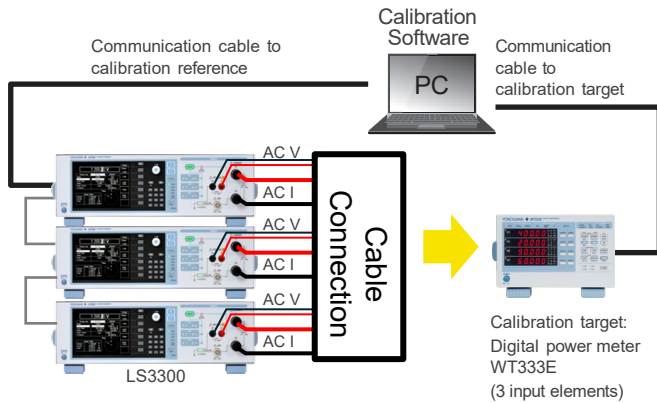 Calibration
Software
Communication cable to
calibration reference
Communication
cable to
calibration target
PC
AC V
AC I
AC V
AC I
AC V
AC I
Cable
Connection
LS3300
YOKOGAWA
Calibration target:
Digital power meter
WT333E
(3 input elements)